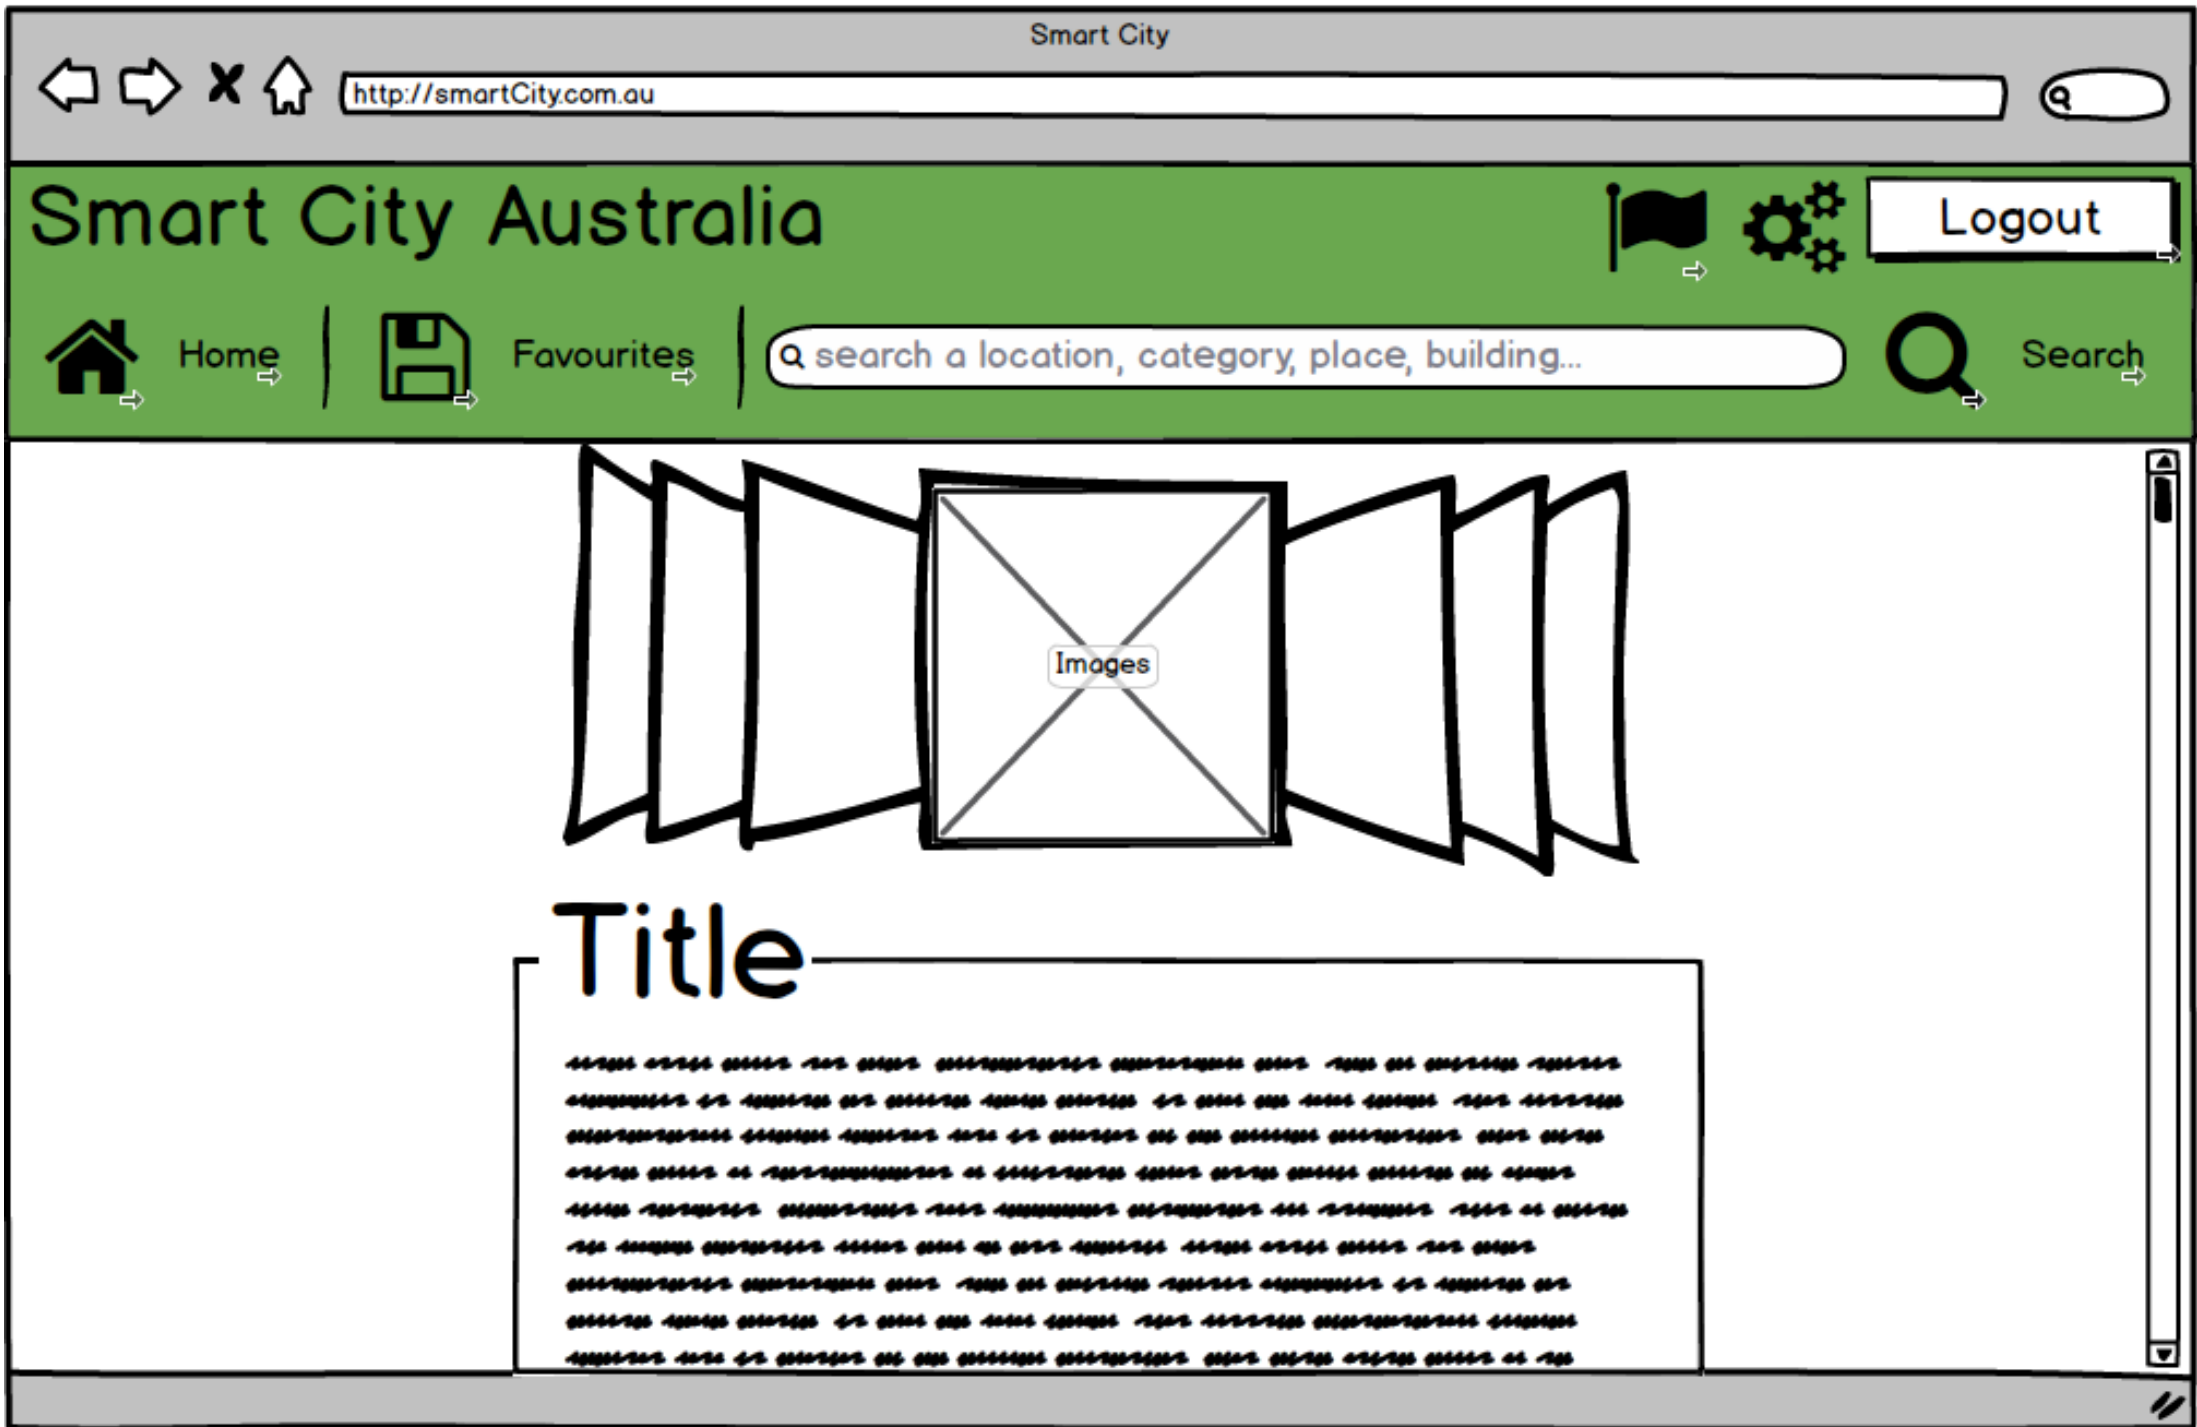 Smart City
http://smartCity.com.au
Smart City Australia
Logout
Home
Favourites
search a location, category, place, building...
Search
Images
Title